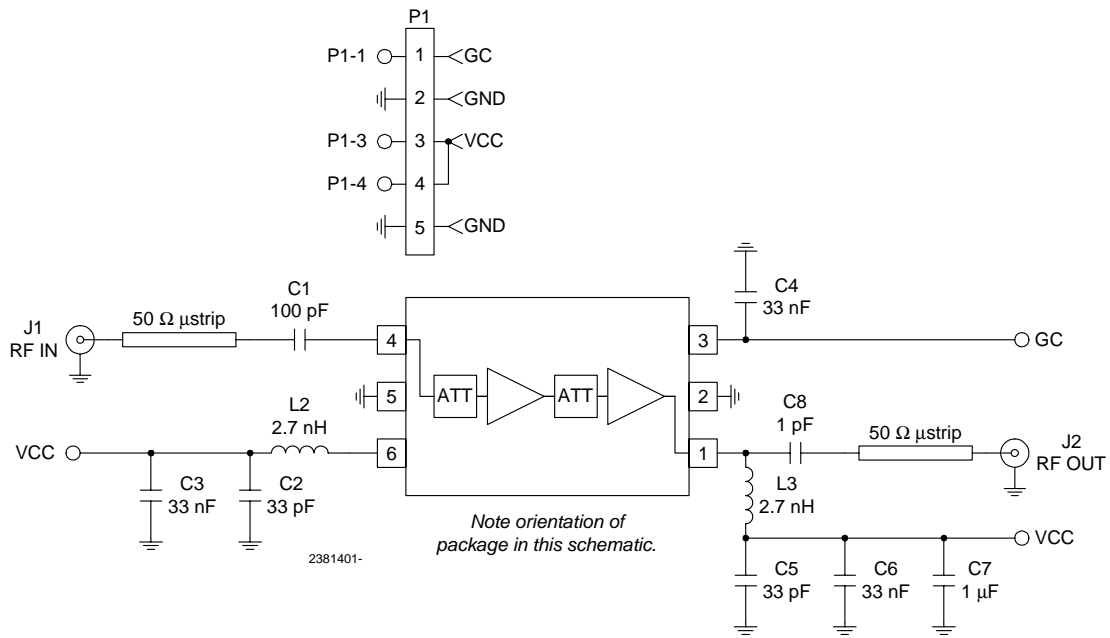 P1
P1-1
1
GC
2
GND
P1-3
3
VCC
P1-4
4
5
GND
C1
100 pF
C4
33 nF
J1
RF IN
50 Ω μstrip
4
3
GC
ATT
ATT
5
2
L2
2.7 nH
C8
1 pF
50 Ω μstrip
J2
RF OUT
VCC
6
1
C3
33 nF
C2
33 pF
L3
2.7 nH
Note orientation of
package in this schematic.
2381401-
VCC
C5
33 pF
C6
33 nF
C7
1 μF